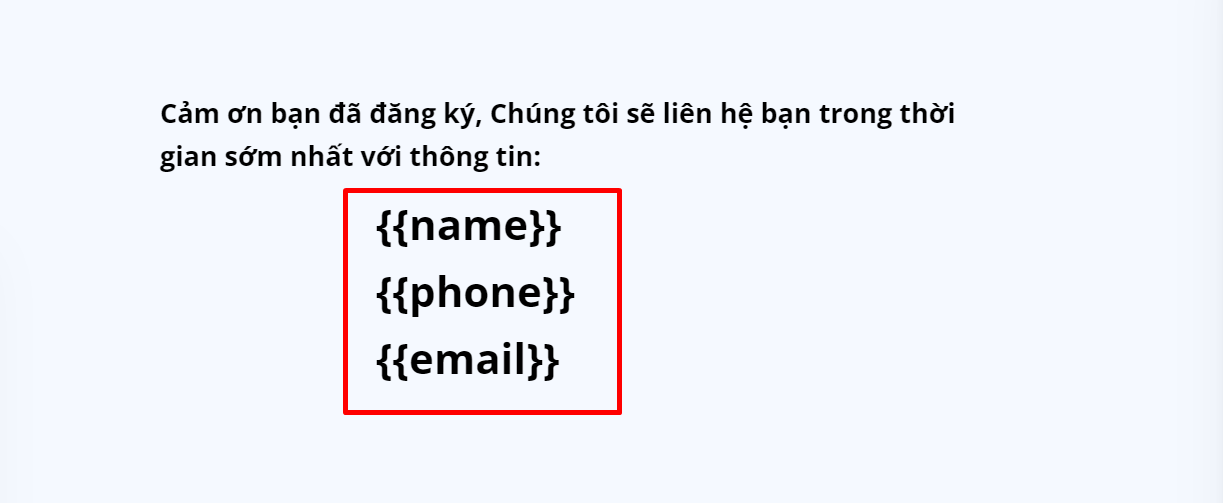 Cảm ơn bạn đã đăng ký, Chúng tôi sẽ liên hệ bạn trong thời
gian sớm nhất với thông tin:
{{name}}
{{phone}}
{{email}}